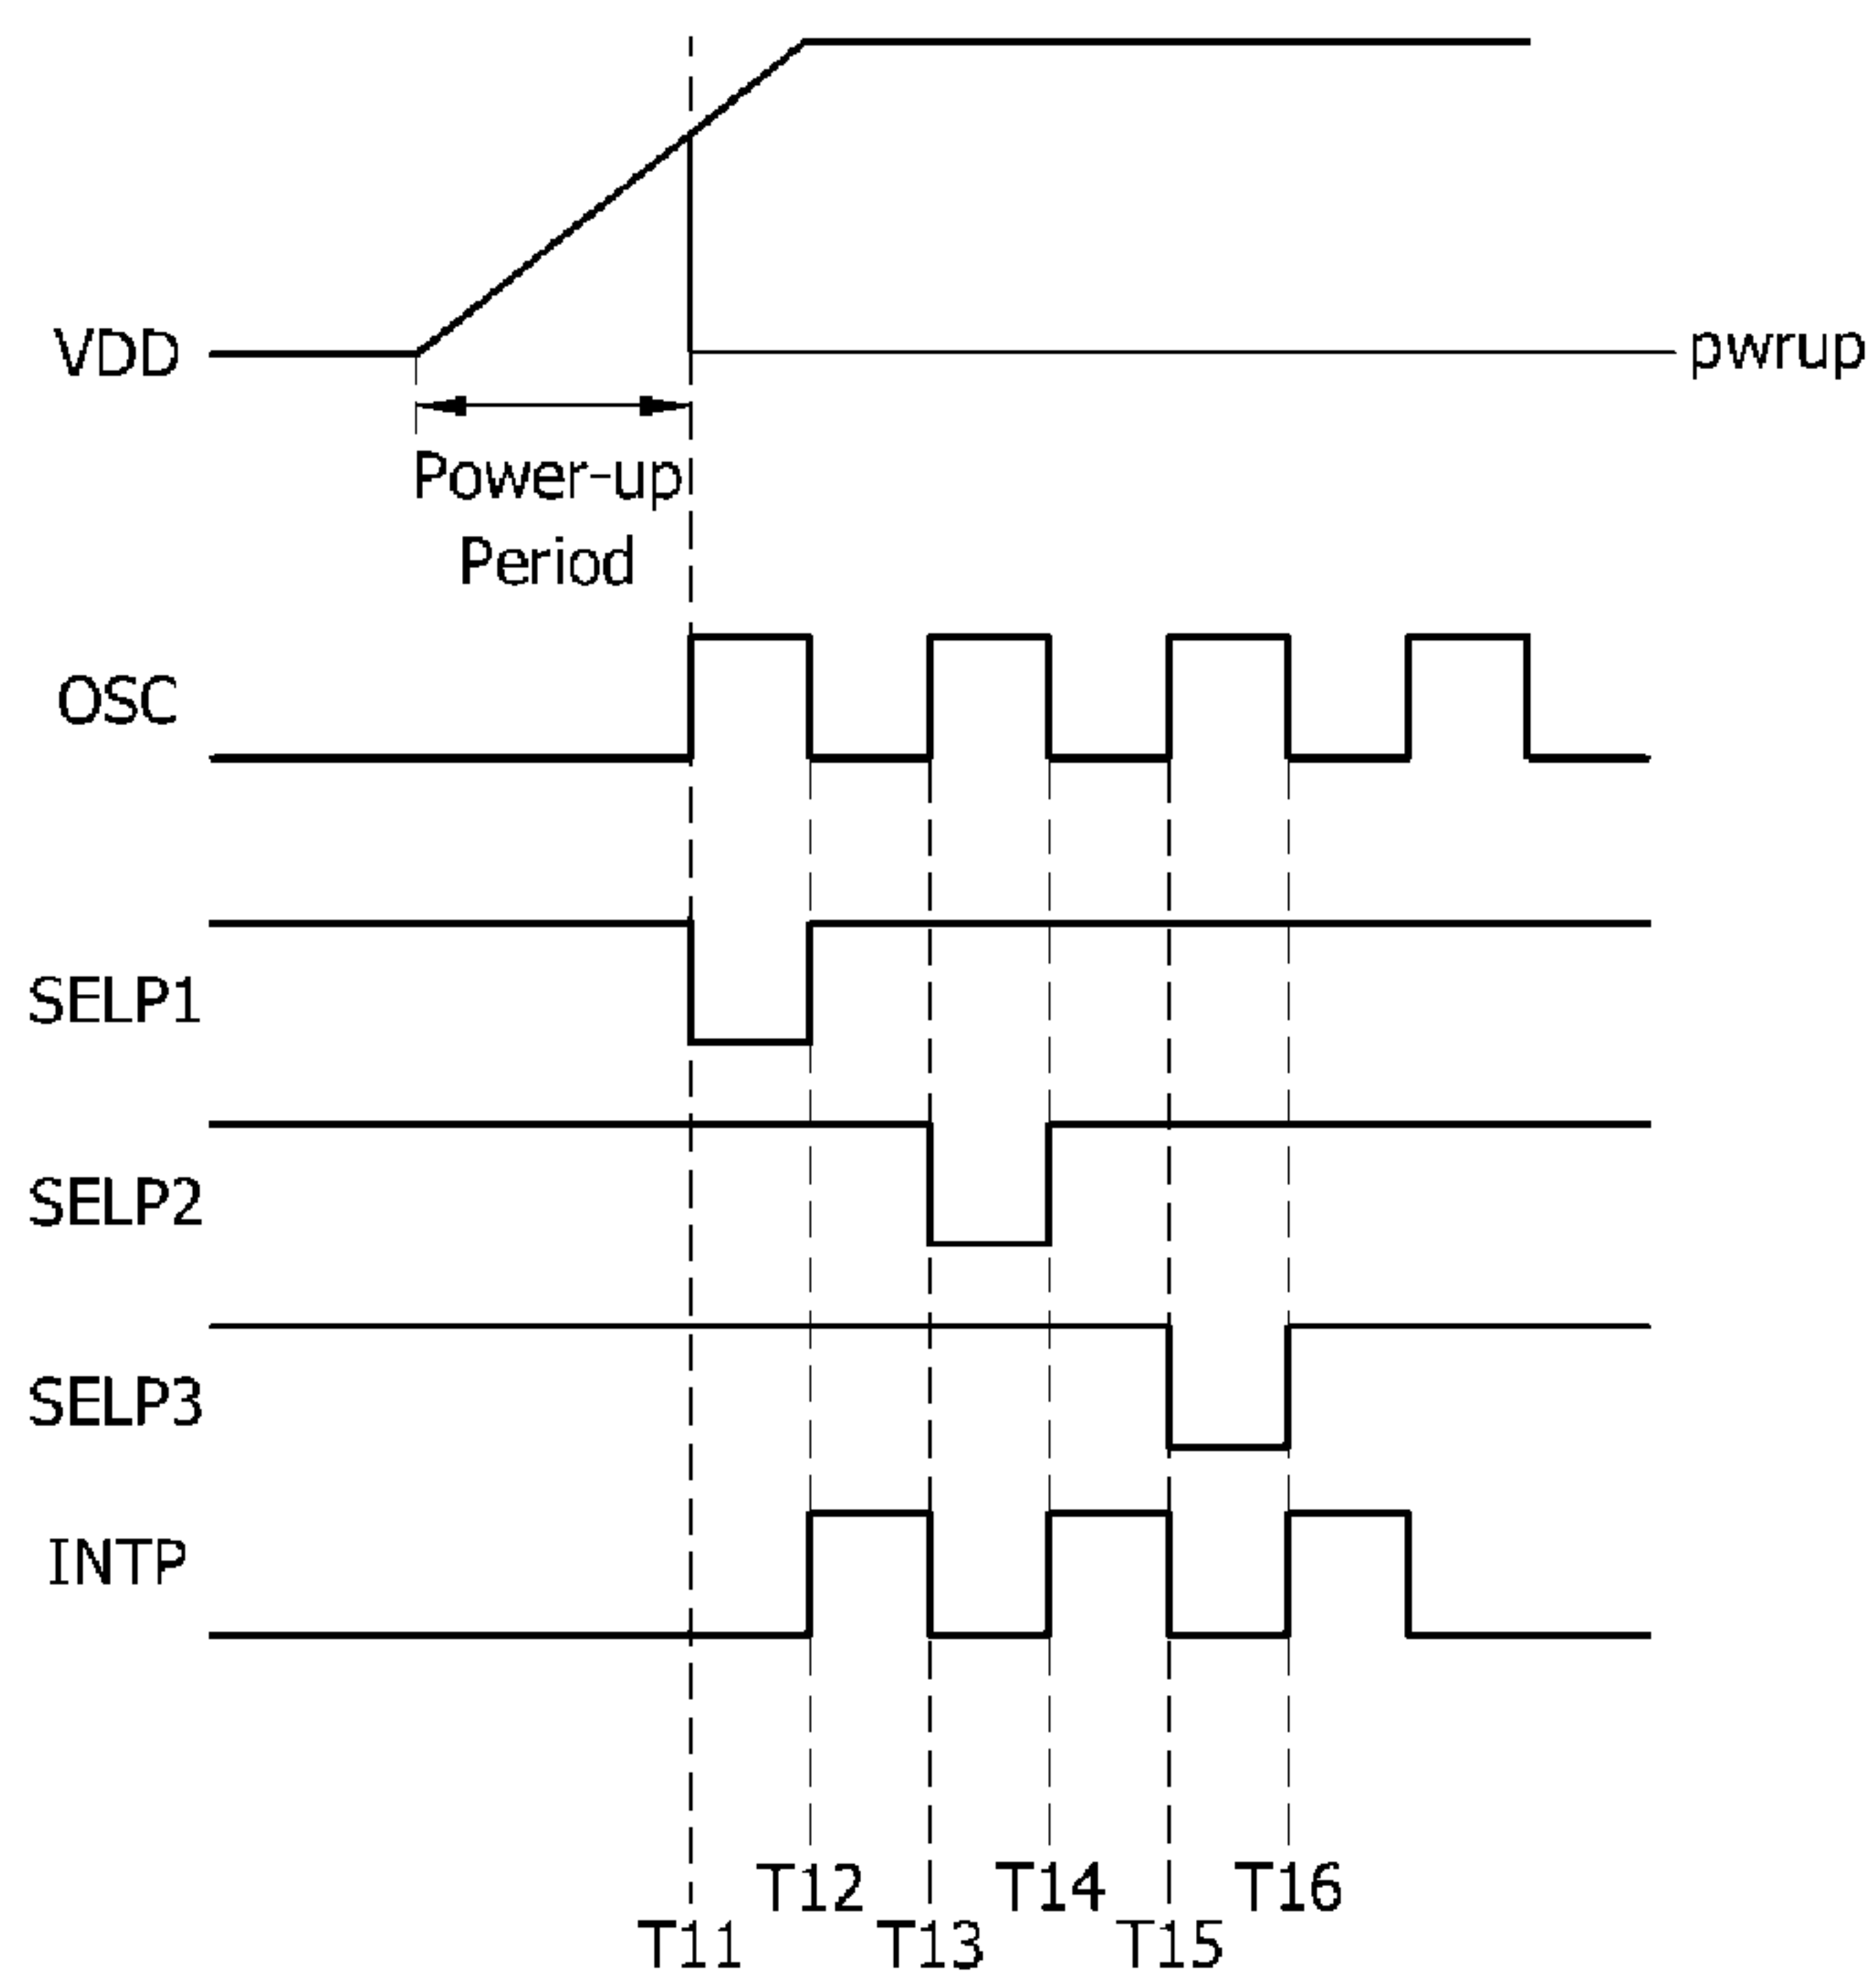 VDD
pwrup
Power-up
Period
OSC
SELP1
SELP2
SELP3
INTP
T12
T14
T16
T11
T13
T15